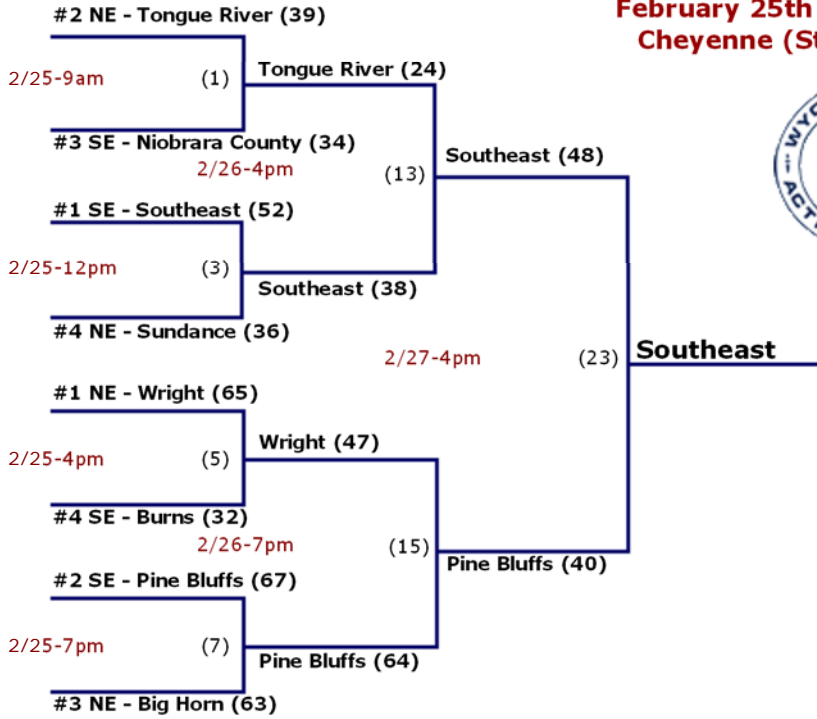 February 25th
Cheyenne (St
#2 NE - Tongue River (39)
2/25-9am
(1)
Tongue River (24)
#3 SE - Niobrara County (34)
2/26-4pm
(13)
Southeast (48)
#1 SE - Southeast (52)
2/25-12pm
(3)
Southeast (38)
#4 NE - Sundance (36)
2/27-4pm
(23)
Southeast
#1 NE - Wright (65)
2/25-4pm
(5)
Wright (47)
#4 SE - Burns (32)
2/26-7pm
(15)
Pine Bluffs (40)
#2 SE - Pine Bluffs (67)
2/25-7pm
(7)
Pine Bluffs (64)
#3 NE - Big Horn (63)
WYO
ACT